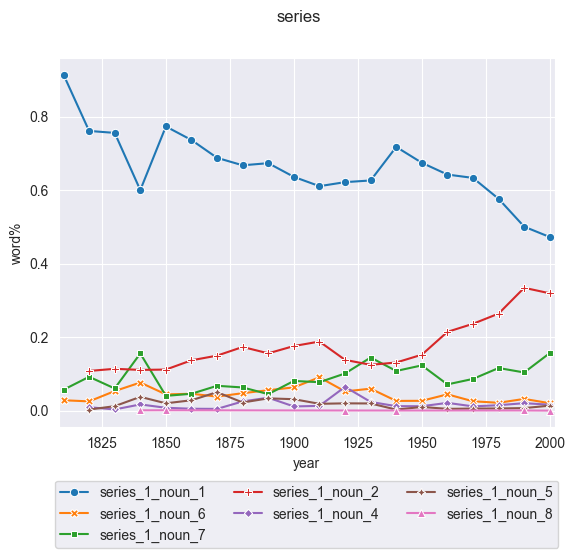 series
word%
0.8
0.6
0.4
0.2
0.0
1825 1850 1875 1900 1925 1950 1975 2000
year
series_1_noun_1 series_1_noun_2 series_1_noun_5
series_1_noun_6 series_1_noun_4 series_1_noun_8
series_1_noun_7